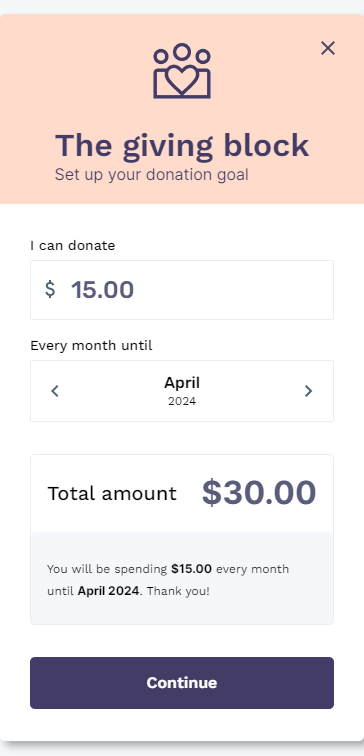 The giving block
Set up your donation goal
I can donate
$ 15.00
Every month until
April
2024
Total amount $30.00
You will be spending $15.00 every month
until April 2024. Thank you!
Continue